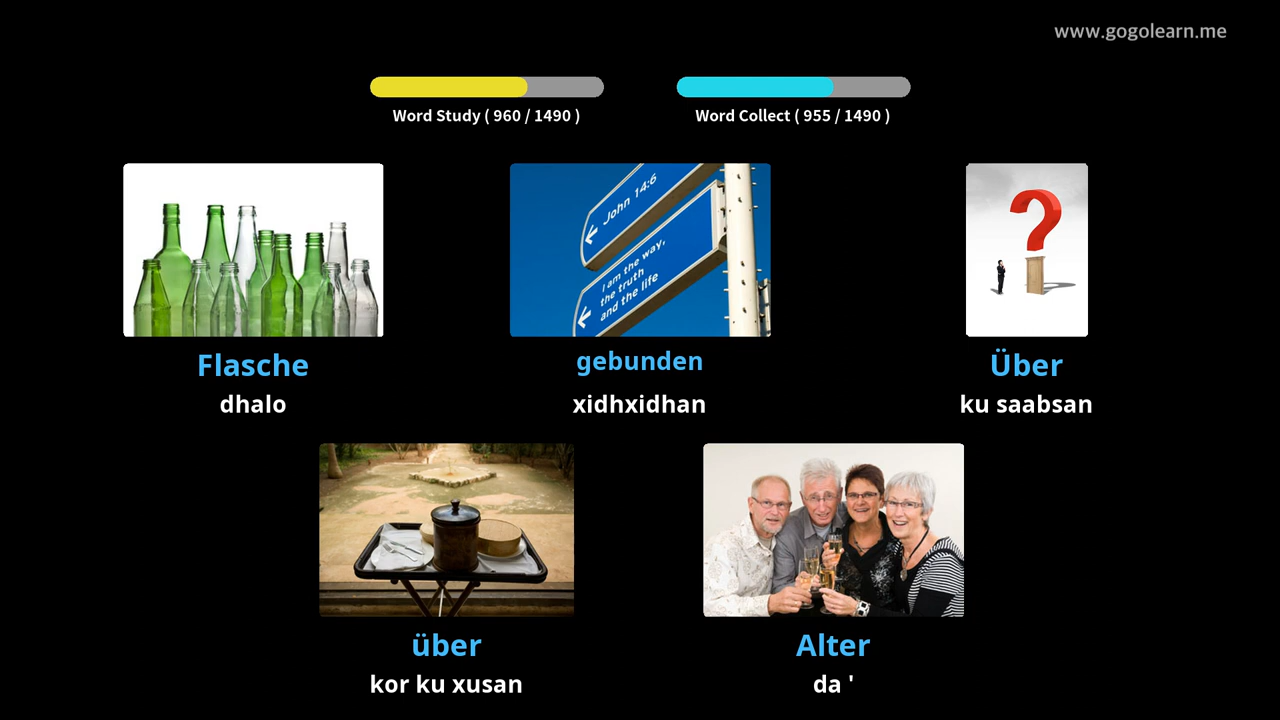 www.gogolearn.me
Word Study ( 960 / 1490 )
Word Collect ( 955 / 1490 )
John 14:6
I am the way,
the truth
and the life
Flasche
gebunden
Über
dhalo
xidhxidhan
ku saabsan
über
Alter
kor ku xusan
da '